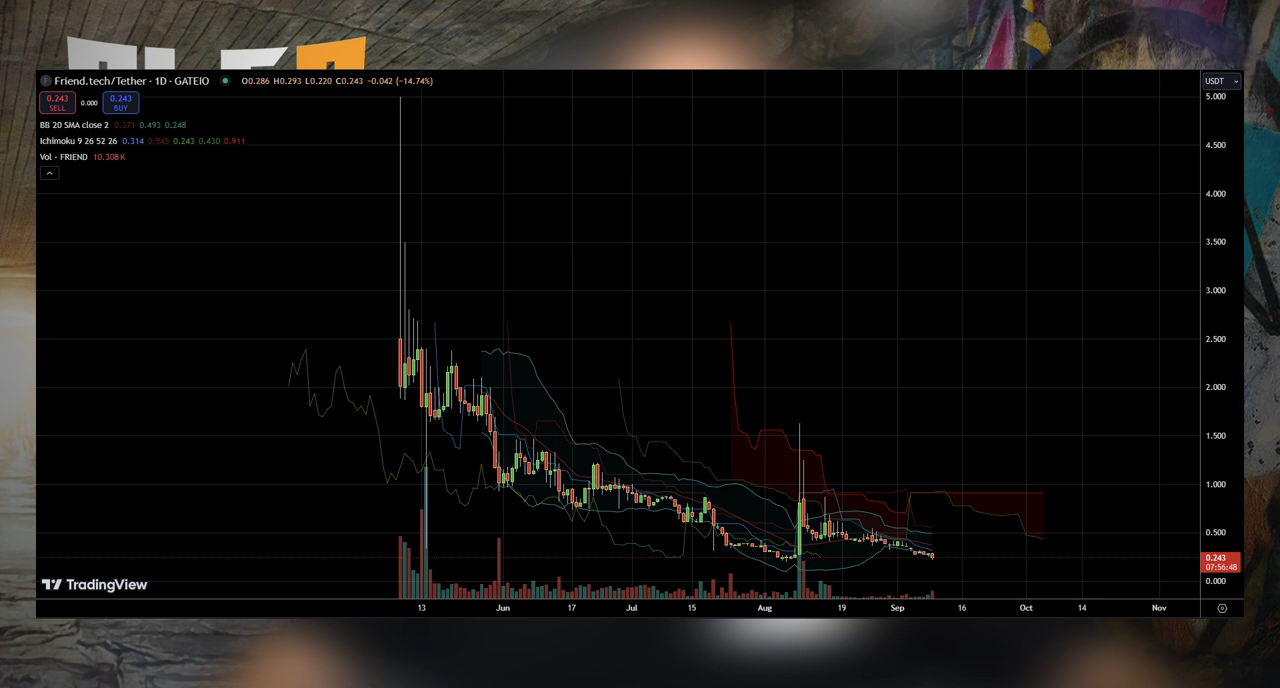 Friend.tech/Tether · 1D · GATEIO O0.286 H0.293 L0.220 C0.243 −0.042 (−14.74%)
USDT
0.243 SELL 0.000 0.243 BUY
BB 20 SMA close 2 0.371 0.493 0.248
Ichimoku 9 26 52 26 0.314 0.545 0.243 0.430 0.911
Vol · FRIEND 10.308 K
5.000
4.500
4.000
3.500
3.000
2.500
2.000
1.500
1.000
0.500
0.243
07:56:48
0.000
TradingView
13 Jun 17 Jul 15 Aug 19 Sep 16 Oct 14 Nov